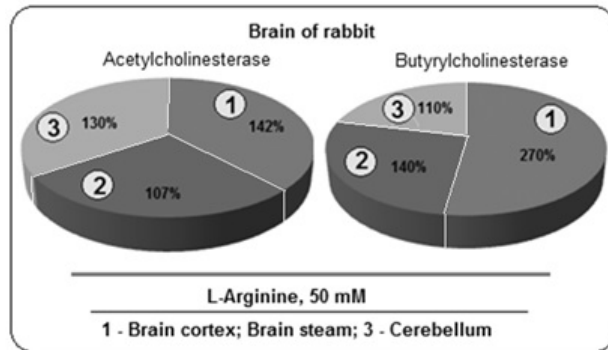 Brain of rabbit
Acetylcholinesterase
Butyrylcholinesterase
1
142%
2
107%
3
130%
1
270%
2
140%
3
110%
L-Arginine, 50 mM
1 - Brain cortex; Brain steam; 3 - Cerebellum